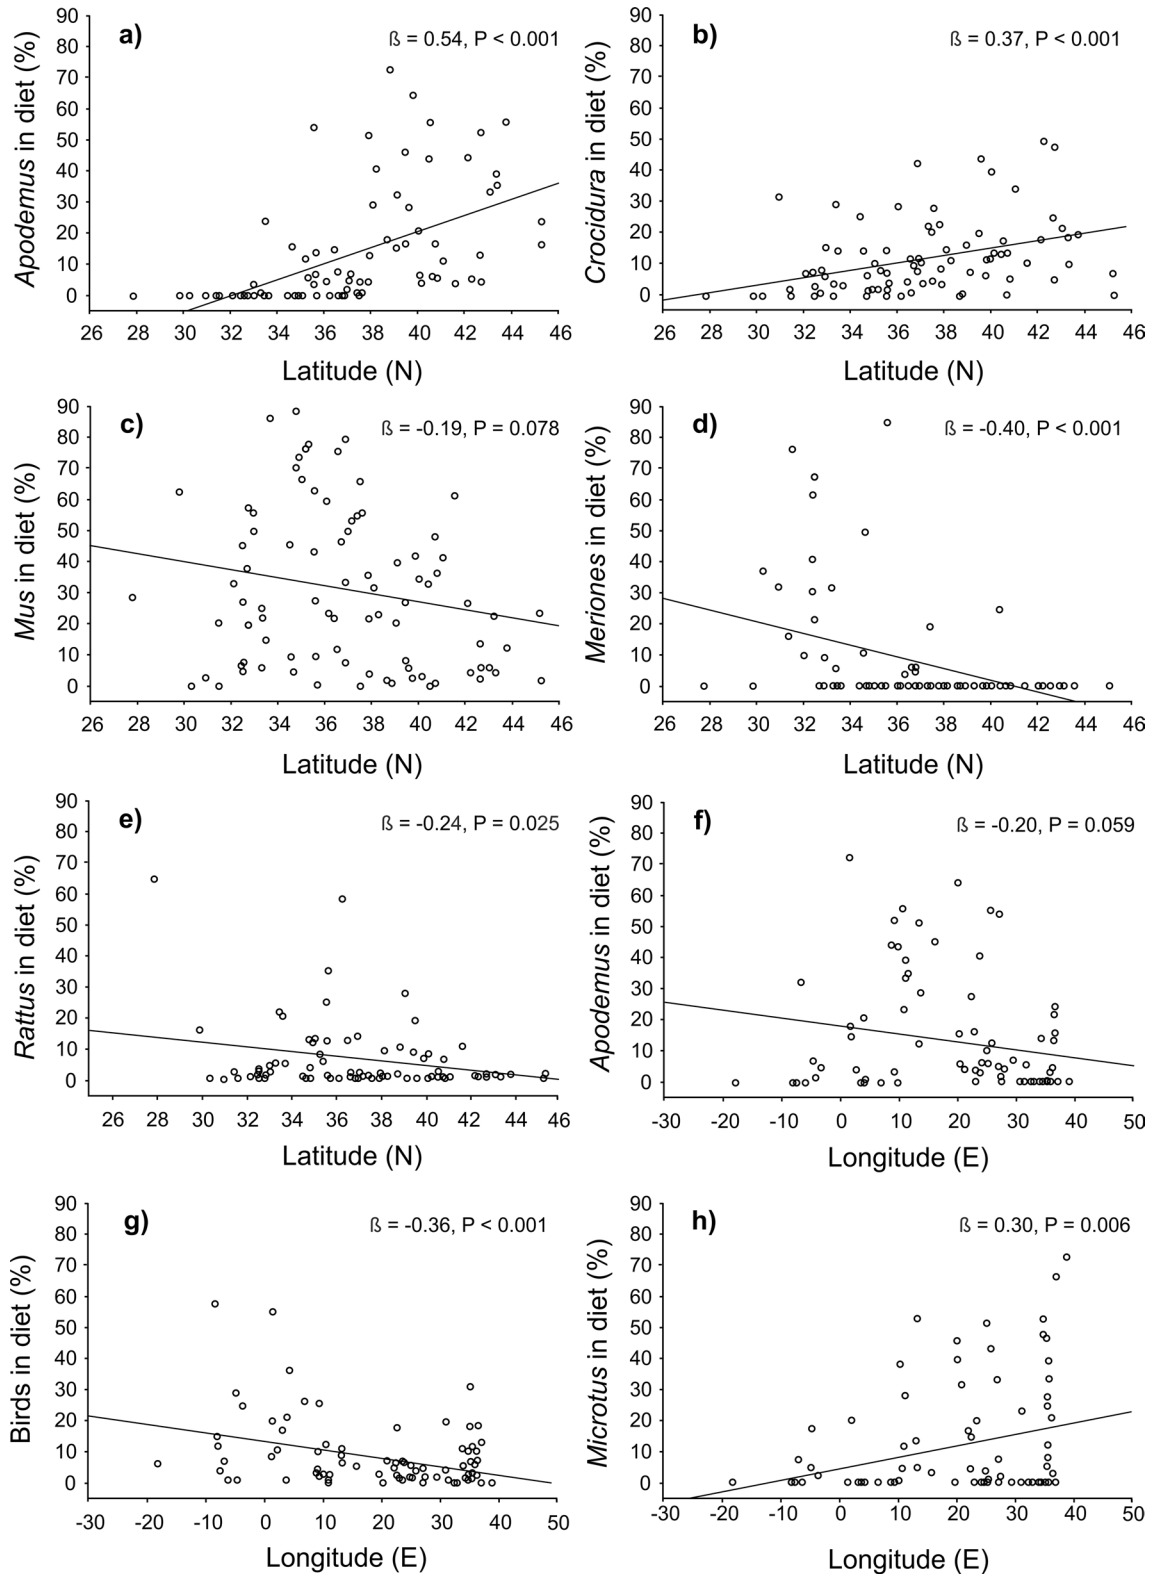 a)
ß = 0.54, P < 0.001
Apodemus in diet (%)
90
80
70
60
50
40
30
20
10
0
26 28 30 32 34 36 38 40 42 44 46
Latitude (N)
b)
ß = 0.37, P < 0.001
Crocidura in diet (%)
90
80
70
60
50
40
30
20
10
0
26 28 30 32 34 36 38 40 42 44 46
Latitude (N)
c)
ß = -0.19, P = 0.078
Mus in diet (%)
90
80
70
60
50
40
30
20
10
0
26 28 30 32 34 36 38 40 42 44 46
Latitude (N)
d)
ß = -0.40, P < 0.001
Meriones in diet (%)
90
80
70
60
50
40
30
20
10
0
26 28 30 32 34 36 38 40 42 44 46
Latitude (N)
e)
ß = -0.24, P = 0.025
Rattus in diet (%)
90
80
70
60
50
40
30
20
10
0
26 28 30 32 34 36 38 40 42 44 46
Latitude (N)
f)
ß = -0.20, P = 0.059
Apodemus in diet (%)
90
80
70
60
50
40
30
20
10
0
-30 -20 -10 0 10 20 30 40 50
Longitude (E)
g)
ß = -0.36, P < 0.001
Birds in diet (%)
90
80
70
60
50
40
30
20
10
0
-30 -20 -10 0 10 20 30 40 50
Longitude (E)
h)
ß = 0.30, P = 0.006
Microtus in diet (%)
90
80
70
60
50
40
30
20
10
0
-30 -20 -10 0 10 20 30 40 50
Longitude (E)